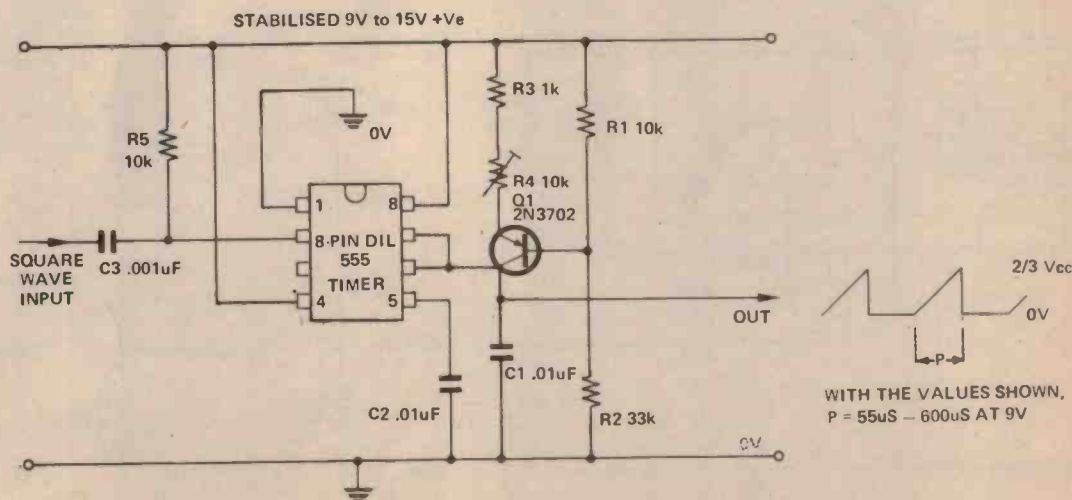 STABILISED 9V to 15V +Ve
R3 1k
0V
R1 10k
R5
10k
R4 10k
Q1
2N3702
1
8
8-PIN DIL
555
TIMER
4
5
SQUARE
WAVE
INPUT
C3 .001uF
2/3 Vcc
OUT
0V
P
C1 .01uF
C2 .01uF
R2 33k
WITH THE VALUES SHOWN,
P = 55uS – 600uS AT 9V
0V